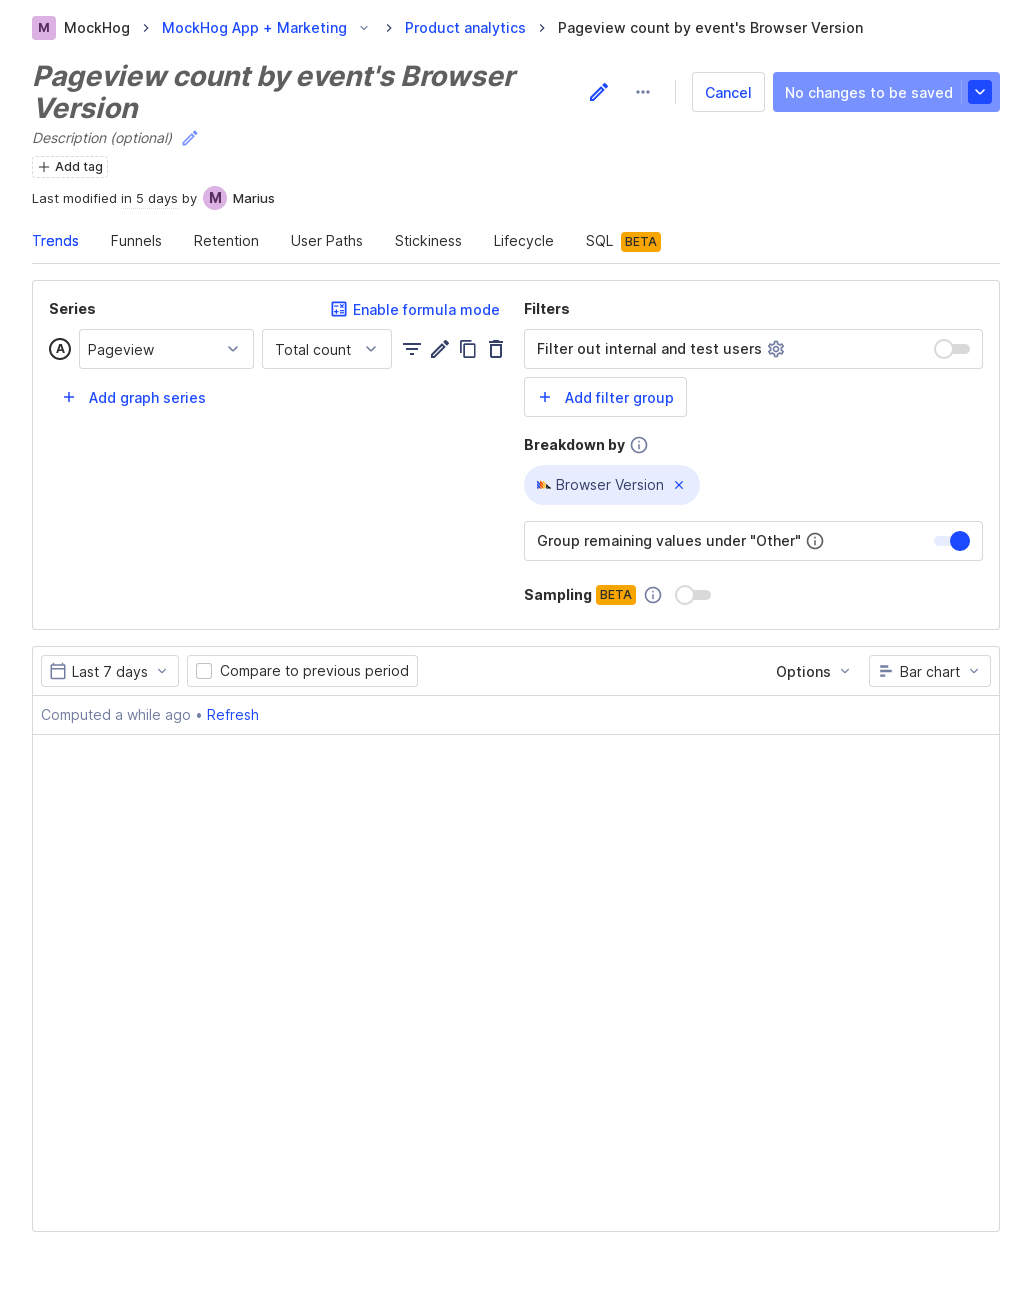 M MockHog MockHog App + Marketing Product analytics Pageview count by event's Browser Version
Pageview count by event's Browser
Version
Cancel No changes to be saved
Description (optional)
Add tag
Last modified in 5 days by M Marius
Trends Funnels Retention User Paths Stickiness Lifecycle SQL BETA
Series Enable formula mode
A Pageview Total count
Add graph series
Filters
Filter out internal and test users
Add filter group
Breakdown by
Browser Version
Group remaining values under "Other"
Sampling BETA
Last 7 days Compare to previous period Options Bar chart
Computed a while ago • Refresh